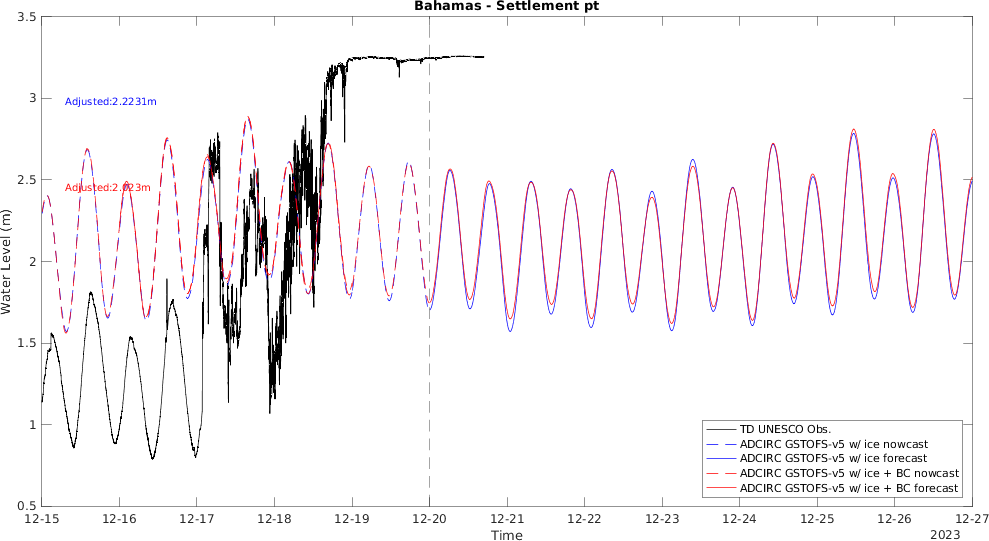 Bahamas - Settlement pt
3.5
3
2.5
2
1.5
1
0.5
Water Level (m)
Adjusted:2.2231m
Adjusted:2.023m
TD UNESCO Obs.
ADCIRC GSTOFS-v5 w/ ice nowcast
ADCIRC GSTOFS-v5 w/ ice forecast
ADCIRC GSTOFS-v5 w/ ice + BC nowcast
ADCIRC GSTOFS-v5 w/ ice + BC forecast
12-15 12-16 12-17 12-18 12-19 12-20 12-21 12-22 12-23 12-24 12-25 12-26 12-27
Time
2023